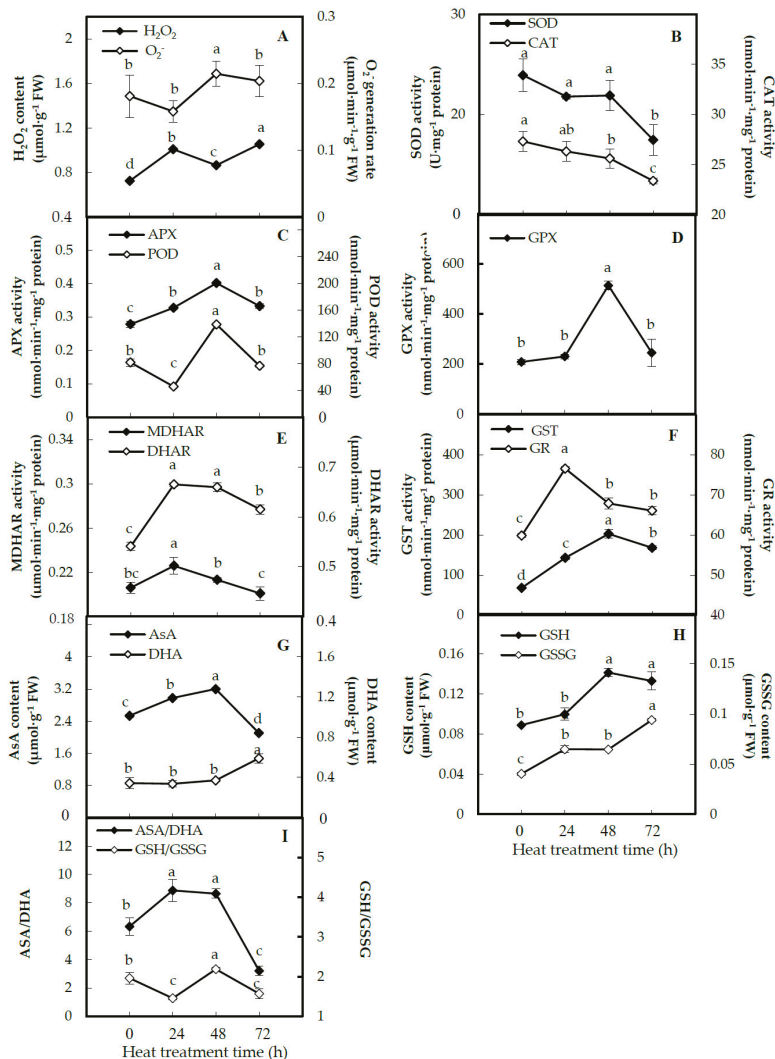 H₂O₂
O₂⁻
A
2
1.6
1.2
0.8
0.4
H₂O₂ content
(μmol·g⁻¹ FW)
0.3
0.2
0.1
0
O₂⁻ generation rate
(μmol·min⁻¹·g⁻¹ FW)
b
b
a
b
d
b
c
a
SOD
CAT
B
30
20
0
SOD activity
(U·mg⁻¹ protein)
35
30
25
20
CAT activity
(nmol·min⁻¹·mg⁻¹ protein)
a
a
a
b
a
ab
b
c
APX
POD
C
0.5
0.4
0.3
0.2
0.1
0
APX activity
(nmol·min⁻¹·mg⁻¹ protein)
280
240
200
160
120
80
40
0
POD activity
(nmol·min⁻¹·mg⁻¹ protein)
c
b
a
b
b
c
a
b
GPX
D
600
400
200
0
GPX activity
b
b
a
b
MDHAR
DHAR
E
0.34
0.3
0.26
0.22
0.18
MDHAR activity
(μmol·min⁻¹·mg⁻¹ protein)
0.7
0.6
0.5
0.4
DHAR activity
(μmol·min⁻¹·mg⁻¹ protein)
c
a
a
b
bc
a
b
c
GST
GR
F
400
300
200
100
0
GST activity
(nmol·min⁻¹·mg⁻¹ protein)
80
70
60
50
40
GR activity
(nmol·min⁻¹·mg⁻¹ protein)
c
a
b
b
d
c
a
b
AsA
DHA
G
4
3.2
2.4
1.6
0.8
0
AsA content
(μmol·g⁻¹ FW)
1.6
1.2
0.8
0.4
0
DHA content
(μmol·g⁻¹ FW)
c
b
a
d
b
b
b
a
GSH
GSSG
H
0.16
0.12
0.08
0.04
0
GSH content
(μmol·g⁻¹ FW)
0.15
0.1
0.05
0
GSSG content
(μmol·g⁻¹ FW)
b
b
a
a
c
b
b
a
0 24 48 72
Heat treatment time (h)
ASA/DHA
GSH/GSSG
I
12
10
8
6
4
2
0
ASA/DHA
5
4
3
2
1
GSH/GSSG
b
a
a
c
b
c
a
c
0 24 48 72
Heat treatment time (h)